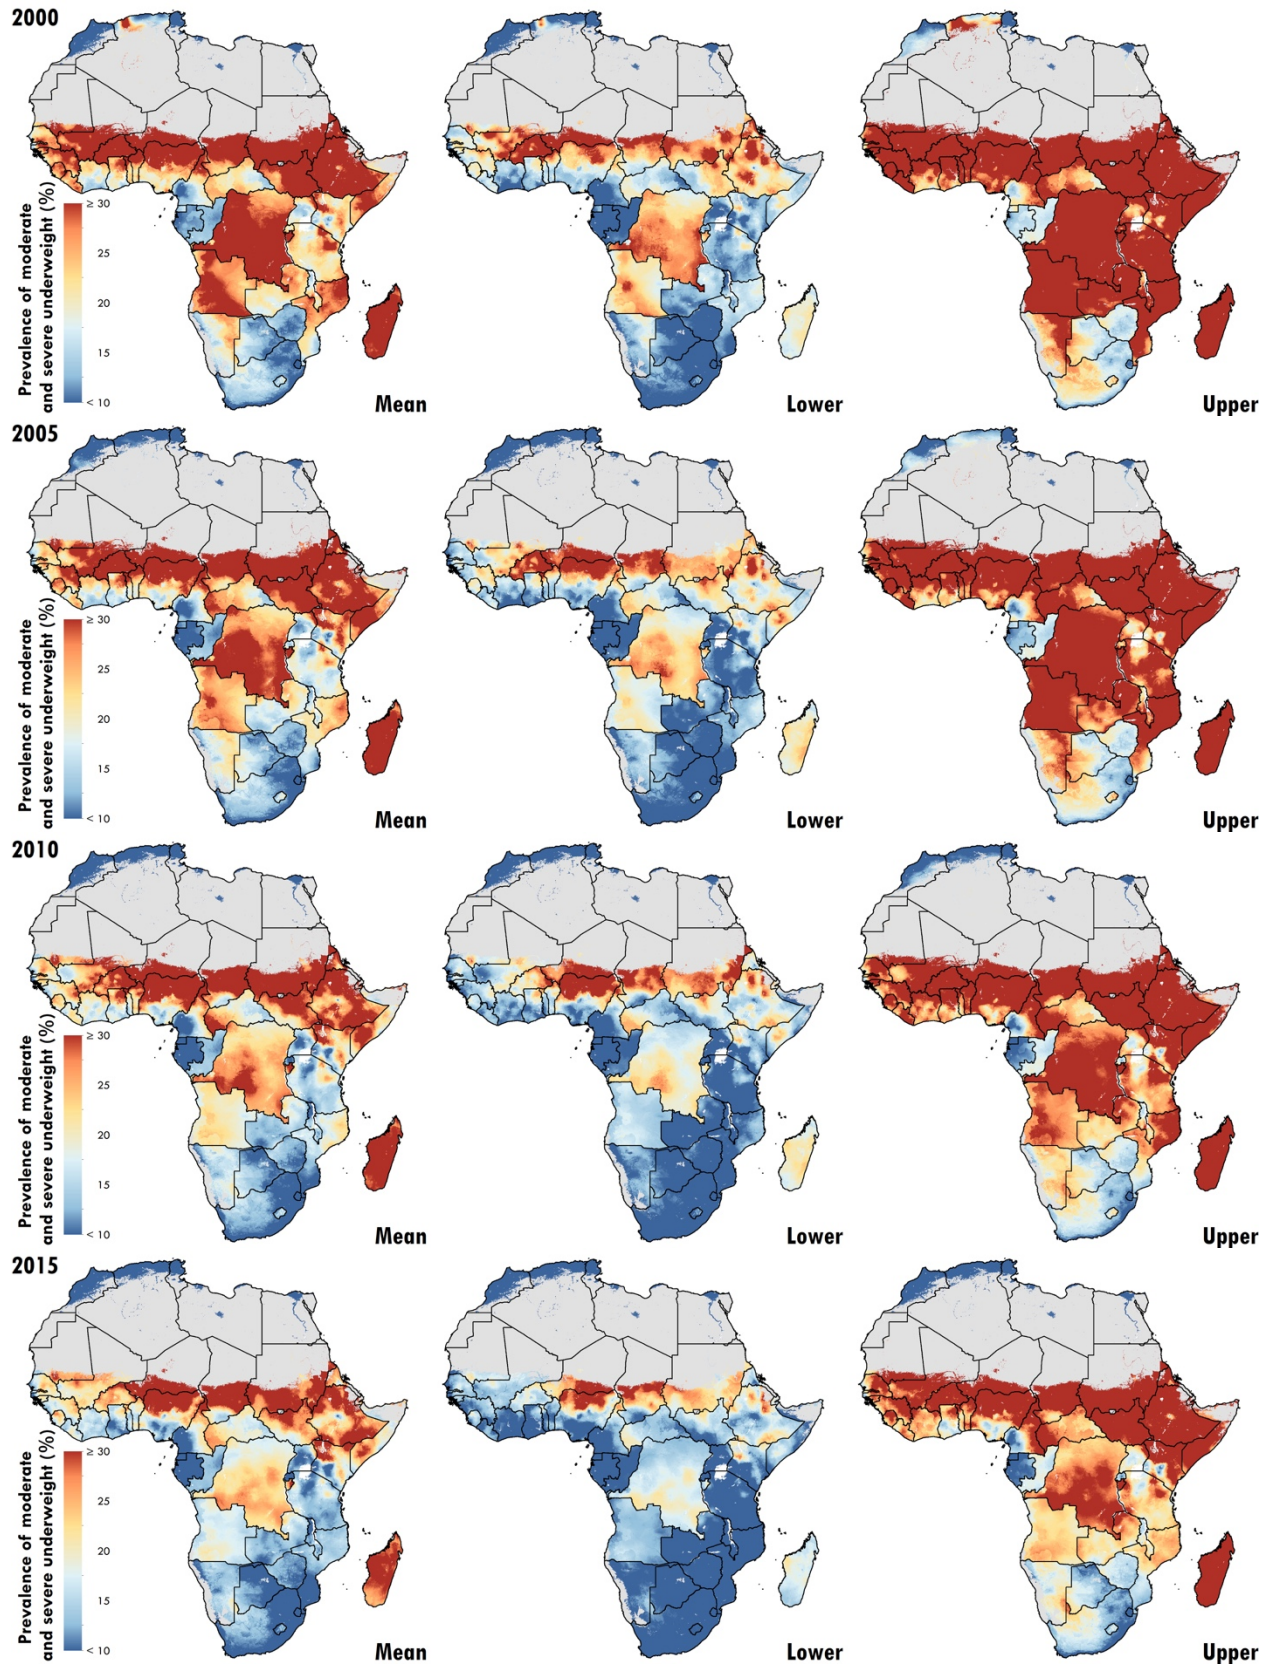 2000
Prevalence of moderate
and severe underweight (%)
≥ 30
25
20
15
< 10
Mean
Lower
Upper
2005
Prevalence of moderate
and severe underweight (%)
≥ 30
25
20
15
< 10
Mean
Lower
Upper
2010
Prevalence of moderate
and severe underweight (%)
≥ 30
25
20
15
< 10
Mean
Lower
Upper
2015
Prevalence of moderate
and severe underweight (%)
≥ 30
25
20
15
< 10
Mean
Lower
Upper